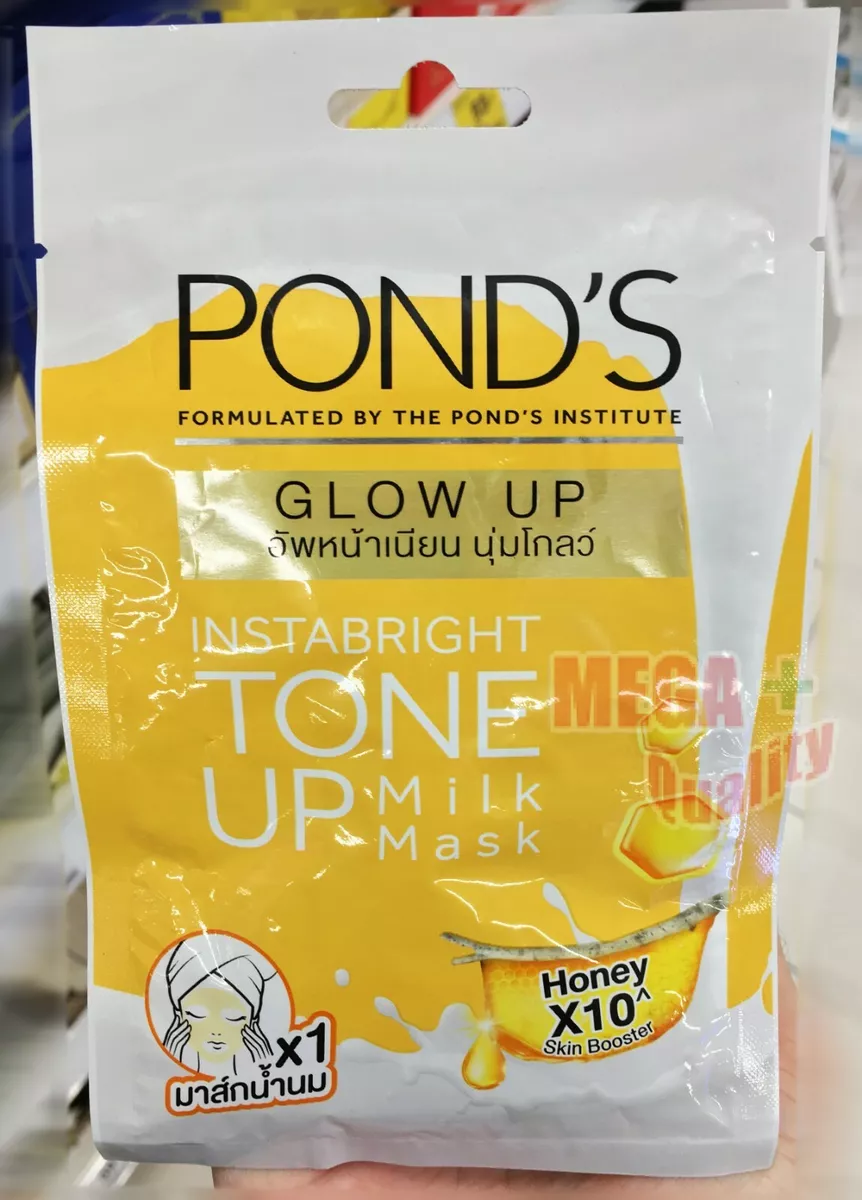 POND'S
FORMULATED BY THE POND'S INSTITUTE
GLOW UP
อัพหน้าเนียน นุ่มโกลว์
INSTABRIGHT
TONE
UP Milk
Mask
MEGA +
Quality
Honey
X10^
Skin Booster
x1
มาส์กน้ำนม